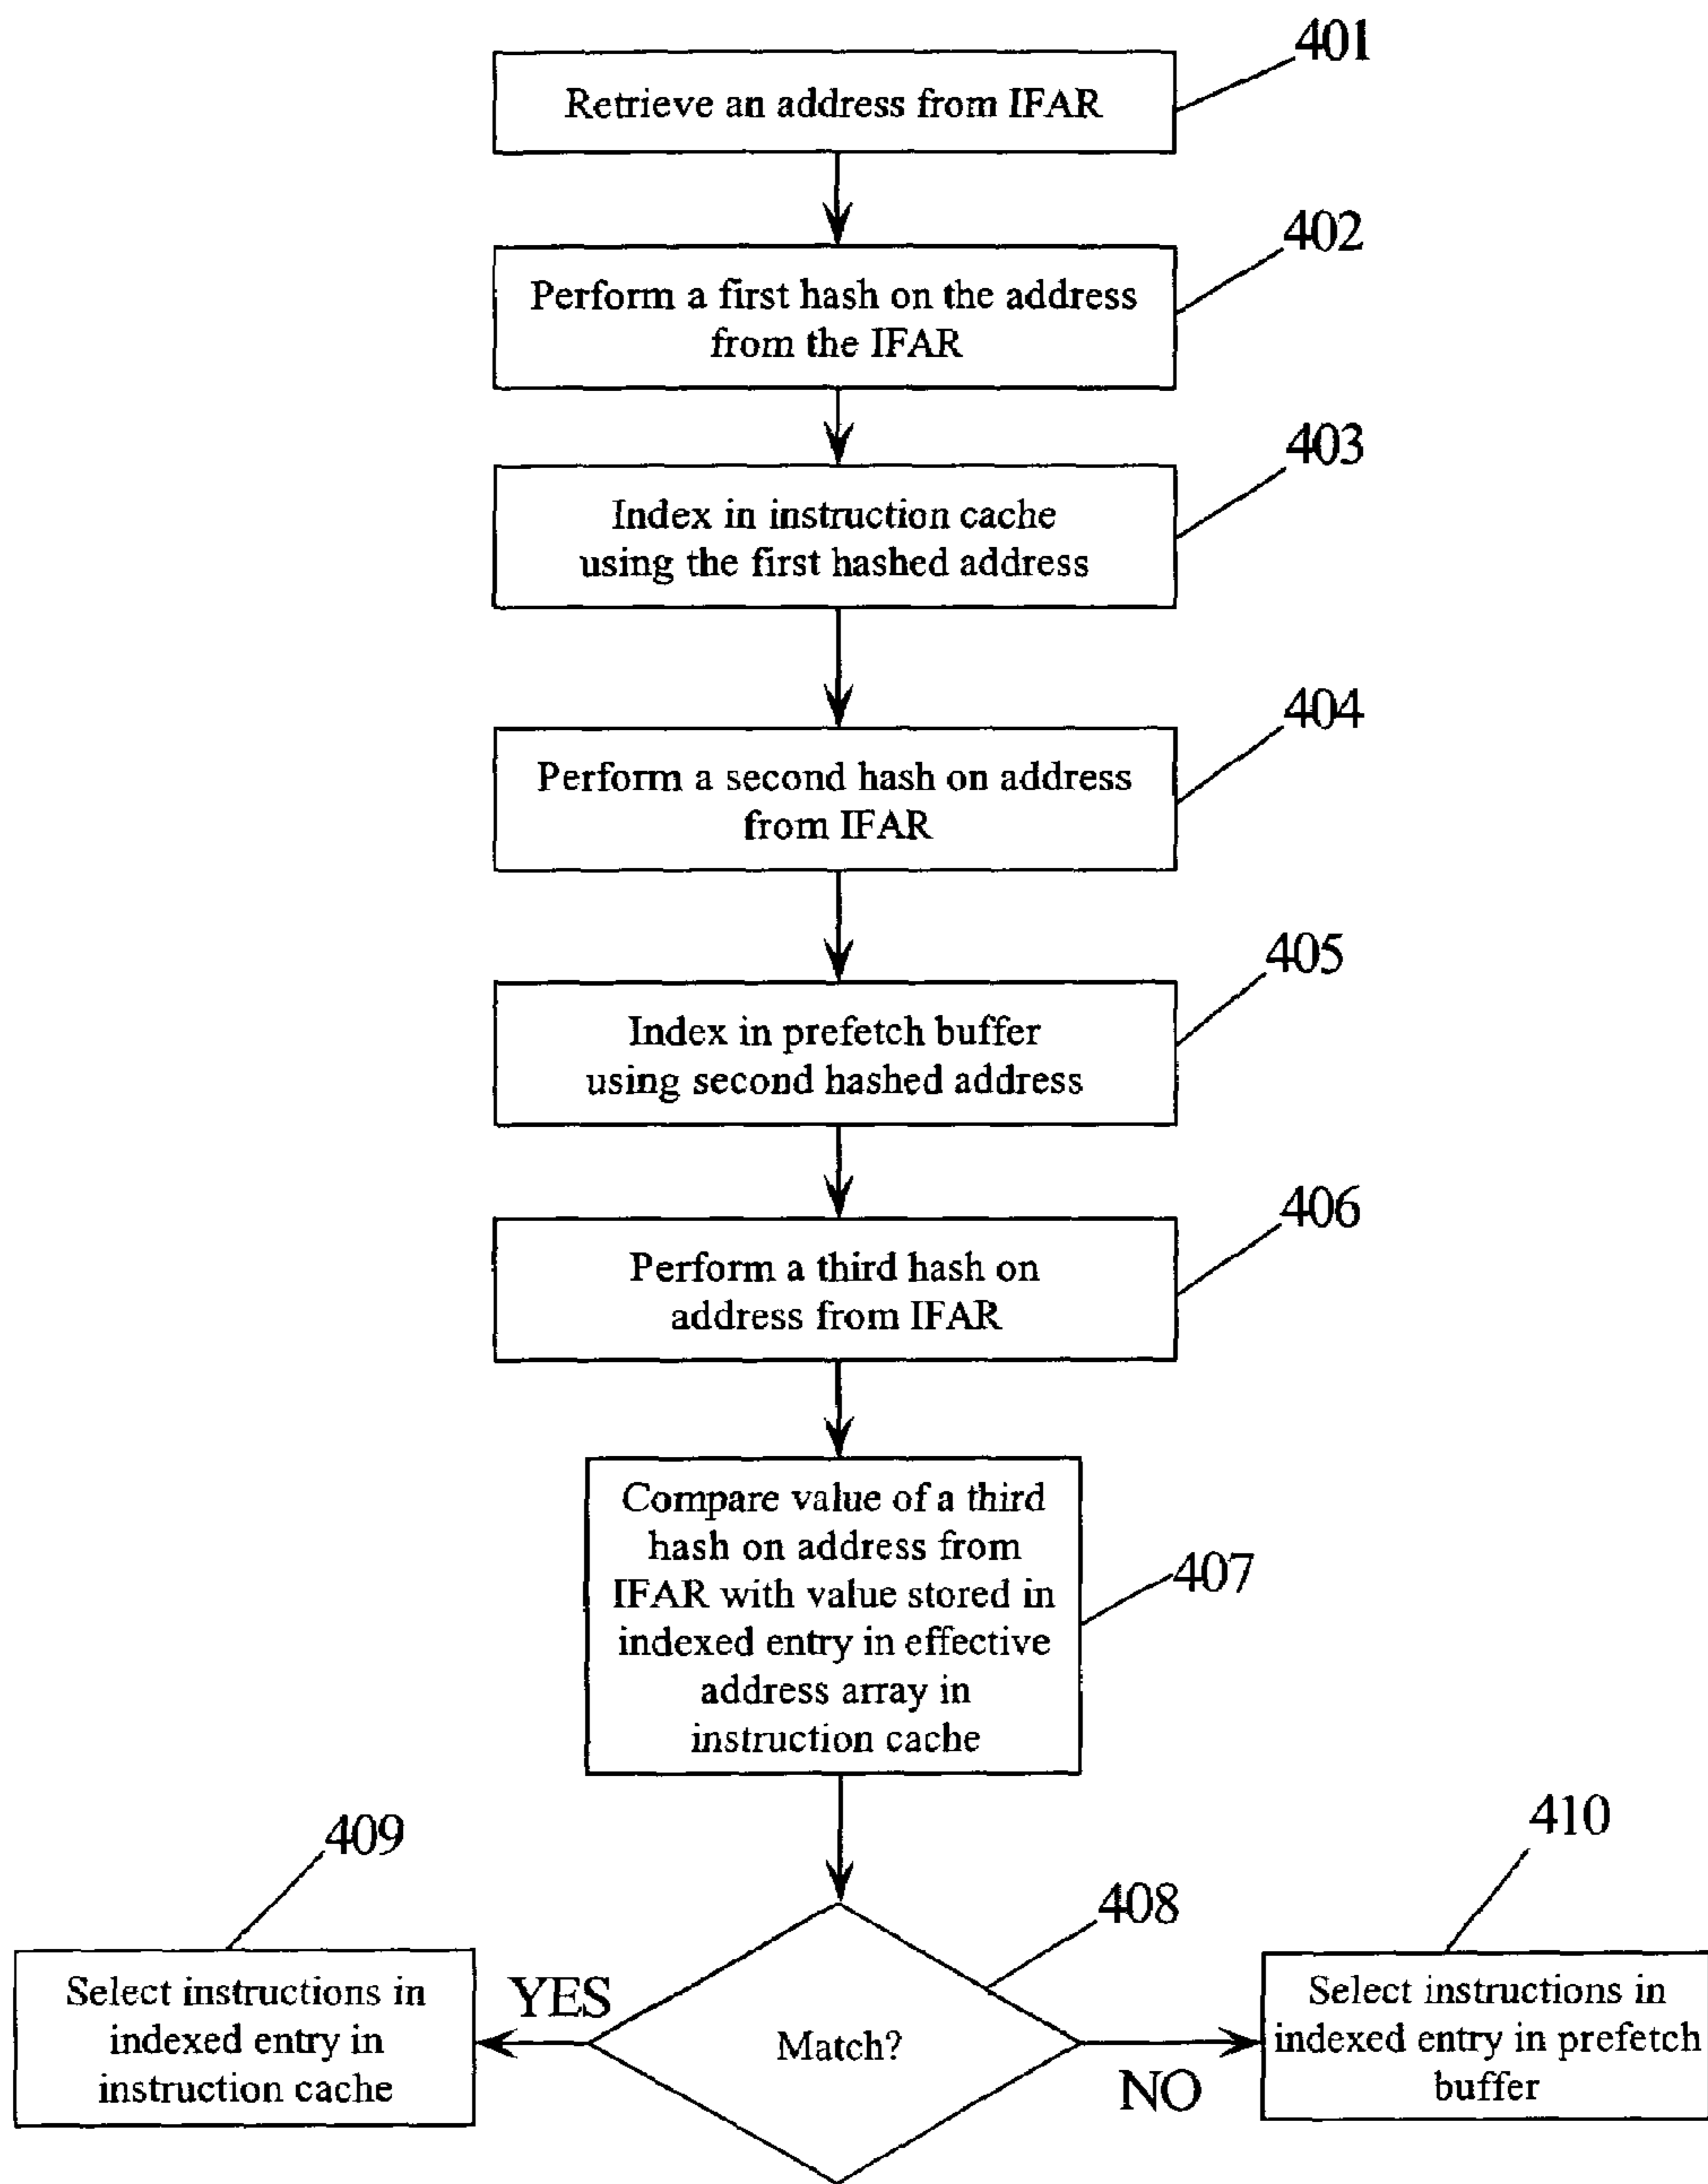 401
Retrieve an address from IFAR
402
Perform a first hash on the address
from the IFAR
403
Index in instruction cache
using the first hashed address
404
Perform a second hash on address
from IFAR
405
Index in prefetch buffer
using second hashed address
406
Perform a third hash on
address from IFAR
407
Compare value of a third
hash on address from
IFAR with value stored in
indexed entry in effective
address array in
instruction cache
408
Match?
YES
NO
409
Select instructions in
indexed entry in
instruction cache
410
Select instructions in
indexed entry in prefetch
buffer